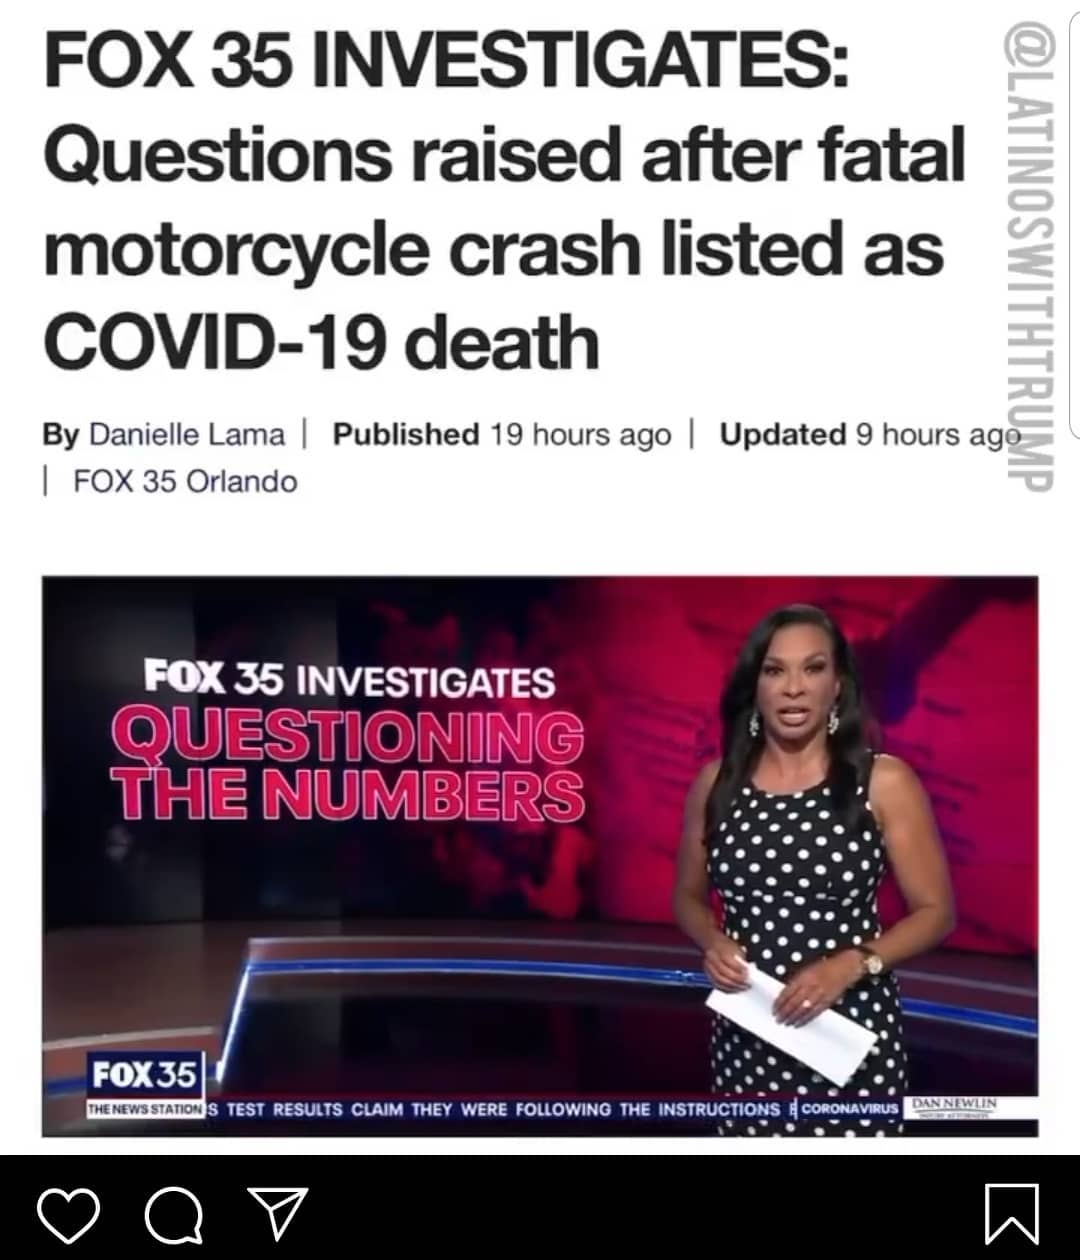 FOX 35 INVESTIGATES:
Questions raised after fatal
motorcycle crash listed as
COVID-19 death
By Danielle Lama | Published 19 hours ago | Updated 9 hours ago
| FOX 35 Orlando
@LATINOSWITHTRUMP
FOX 35 INVESTIGATES
QUESTIONING
THE NUMBERS
FOX 35
THE NEWS STATION
S TEST RESULTS CLAIM THEY WERE FOLLOWING THE INSTRUCTIONS
CORONAVIRUS
DAN NEWLIN